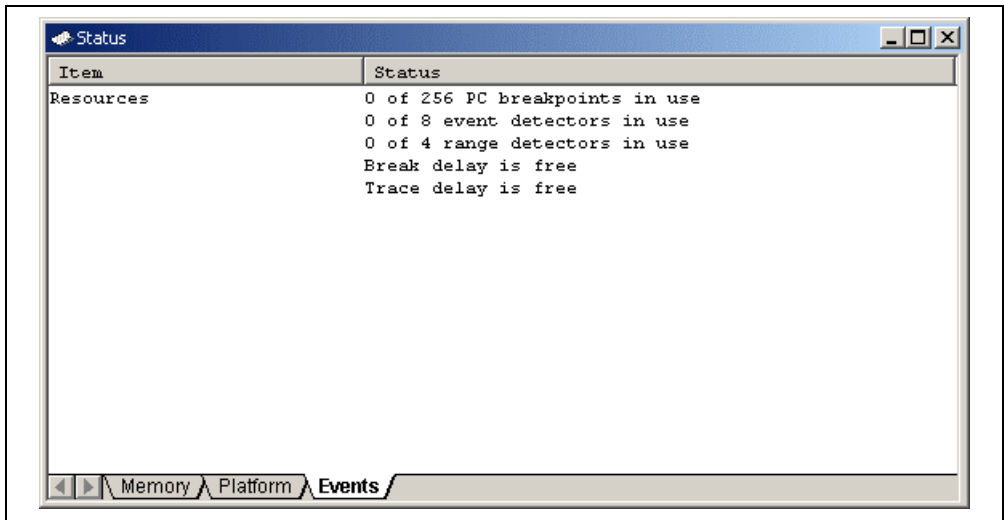 Status
Item Status
Resources 0 of 256 PC breakpoints in use
0 of 8 event detectors in use
0 of 4 range detectors in use
Break delay is free
Trace delay is free
Memory Platform Events